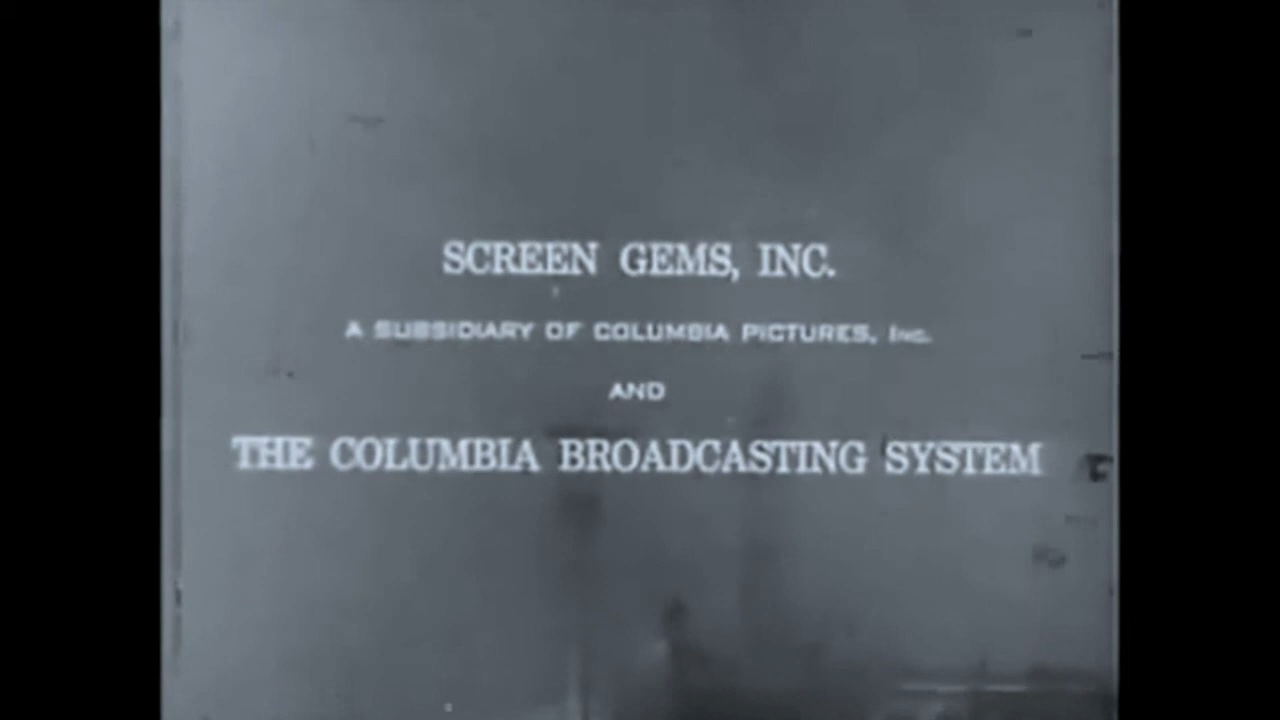 SCREEN GEMS, INC.
A SUBSIDIARY OF COLUMBIA PICTURES, INC.
AND
THE COLUMBIA BROADCASTING SYSTEM